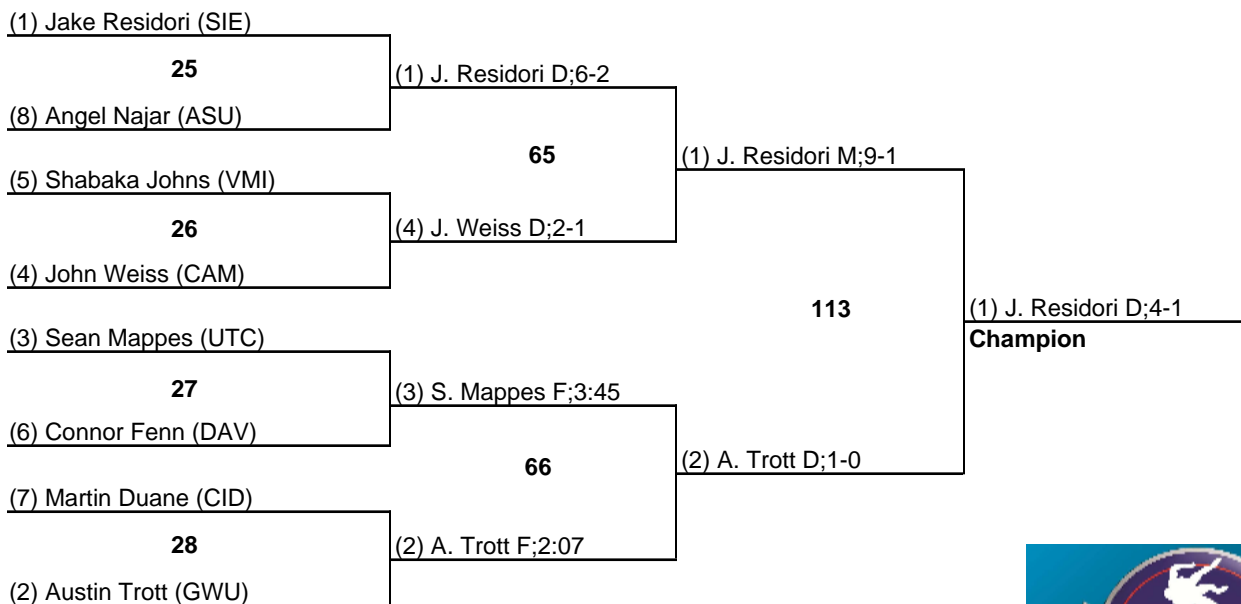 (1) Jake Residori (SIE)
25
(8) Angel Najar (ASU)
(1) J. Residori D;6-2
65
(5) Shabaka Johns (VMI)
26
(4) John Weiss (CAM)
(4) J. Weiss D;2-1
(1) J. Residori M;9-1
113
(3) Sean Mappes (UTC)
27
(6) Connor Fenn (DAV)
(3) S. Mappes F;3:45
66
(7) Martin Duane (CID)
28
(2) Austin Trott (GWU)
(2) A. Trott F;2:07
(2) A. Trott D;1-0
(1) J. Residori D;4-1
Champion